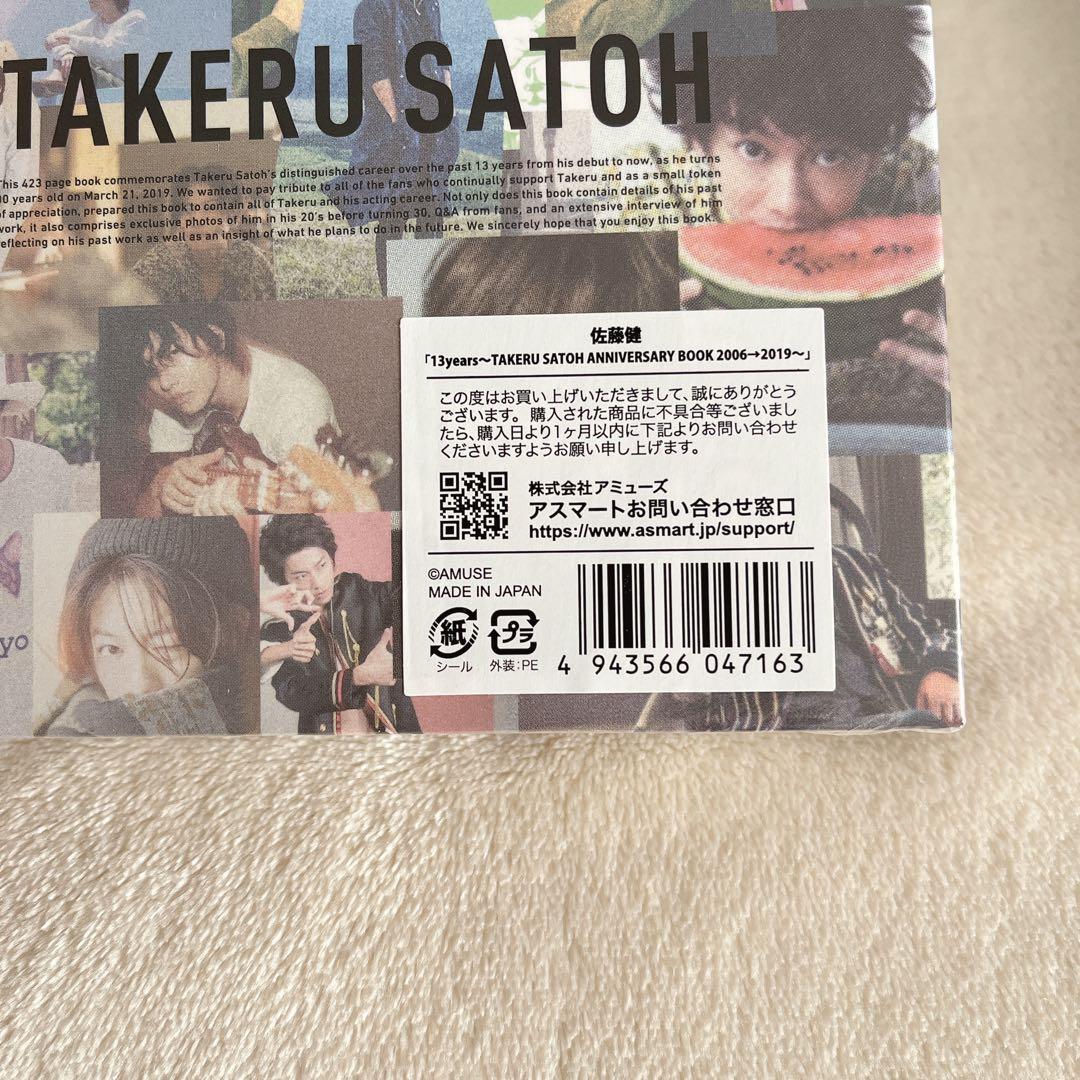 TAKERU SATOH
This 423 page book commemorates Takeru Satoh's distinguished career over the past 13 years from his debut to now, as he turns
0 years old on March 21, 2019. We wanted to pay tribute to all of the fans who continually support Takeru and as a small token
of appreciation, prepared this book to contain all of Takeru and his acting career. Not only does this book contain details of his past
work, it also comprises exclusive photos of him in his 20's before turning 30, Q&A from fans, and an extensive interview of him
reflecting on his past work as well as an insight of what he plans to do in the future. We sincerely hope that you enjoy this book.
佐藤健
「13years〜TAKERU SATOH ANNIVERSARY BOOK 2006→2019〜」
この度はお買い上げいただきまして、誠にありがとう
ございます。購入された商品に不具合等ございまし
たら、購入日より1ヶ月以内に下記よりお問い合わせ
くださいますようお願い申し上げます。
株式会社アミューズ
アスマートお問い合わせ窓口
https://www.asmart.jp/support/
©AMUSE
MADE IN JAPAN
紙 プラ
シール 外装:PE
4 943566 047163
yo